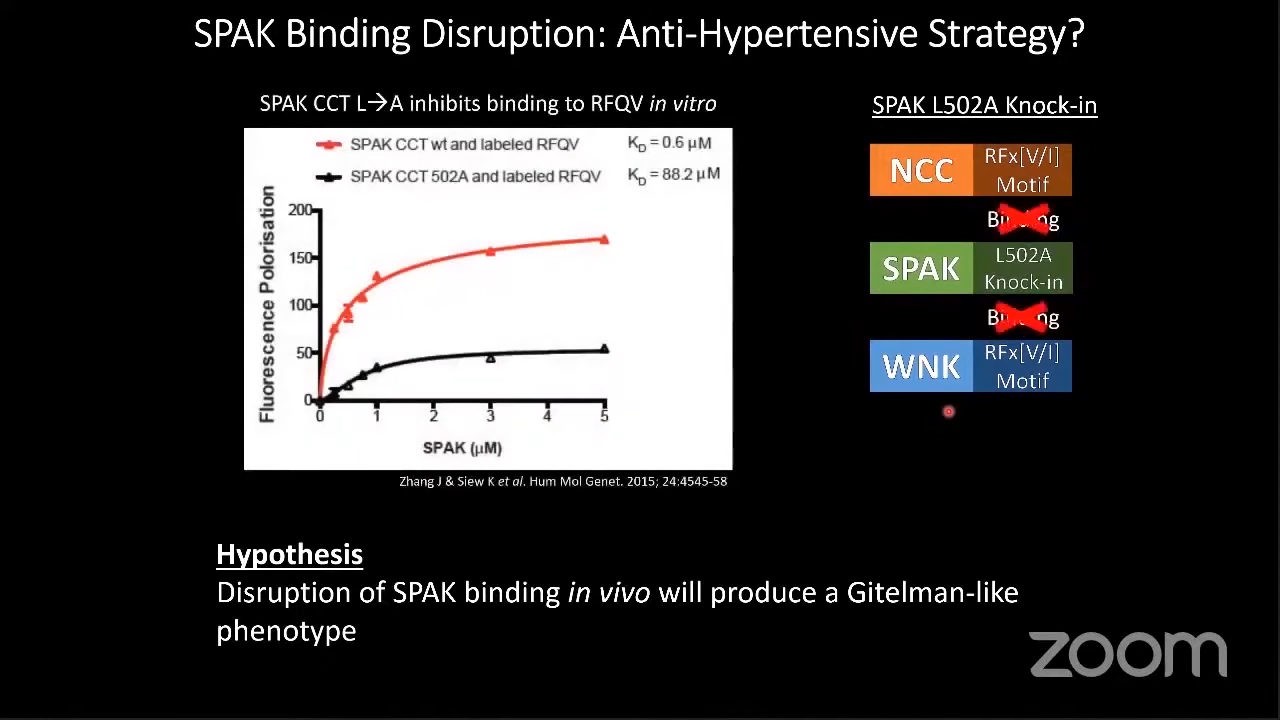 SPAK Binding Disruption: Anti-Hypertensive Strategy?
SPAK CCT L→A inhibits binding to RFQV in vitro
SPAK CCT wt and labeled RFQV K_D = 0.6 µM
SPAK CCT 502A and labeled RFQV K_D = 88.2 µM
Fluorescence Polorisation
200
150
100
50
0
0 1 2 3 4 5
SPAK (µM)
Zhang J & Siew K et al. Hum Mol Genet. 2015; 24:4545-58
SPAK L502A Knock-in
NCC
RFx[V/I]
Motif
Binding
SPAK
L502A
Knock-in
Binding
WNK
RFx[V/I]
Motif
Hypothesis
Disruption of SPAK binding in vivo will produce a Gitelman-like
phenotype
zoom